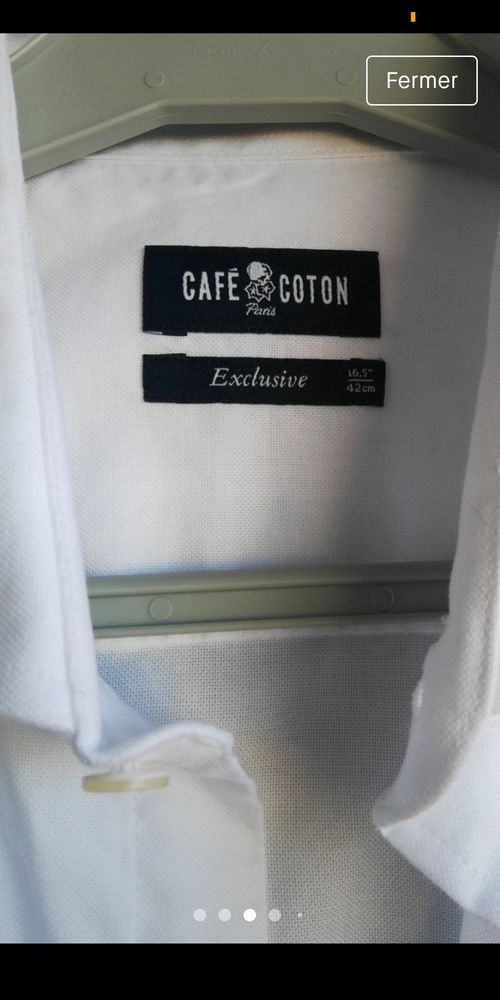 Fermer
CAFÉ COTON
Paris
Exclusive 16,5"
42cm